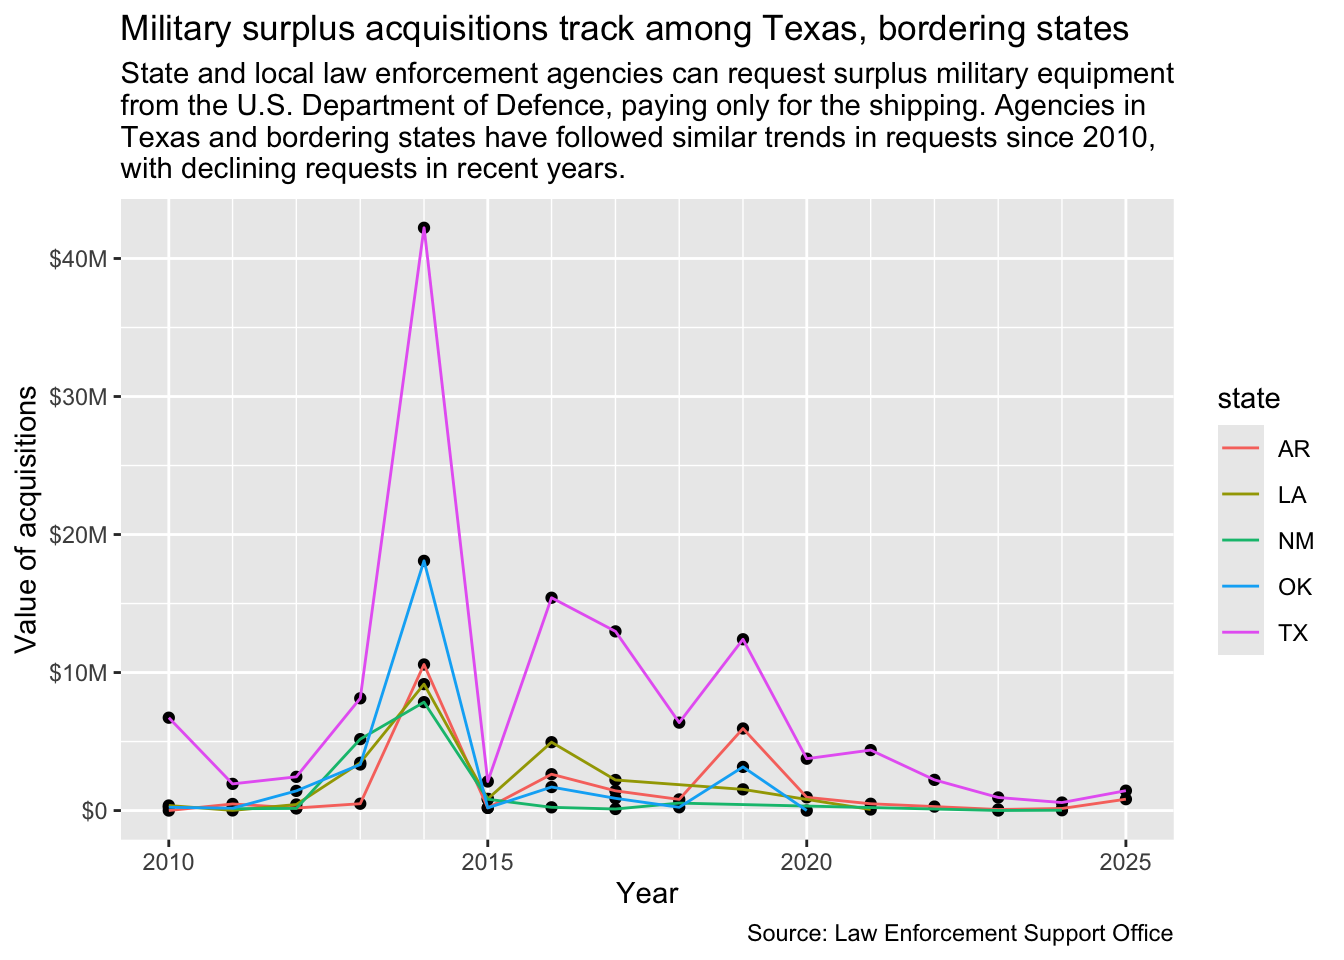 Military surplus acquisitions track among Texas, bordering states
State and local law enforcement agencies can request surplus military equipment
from the U.S. Department of Defence, paying only for the shipping. Agencies in
Texas and bordering states have followed similar trends in requests since 2010,
with declining requests in recent years.
$40M
$30M
$20M
$10M
$0
Value of acquisitions
2010
2015
2020
2025
Year
state
AR
LA
NM
OK
TX
Source: Law Enforcement Support Office